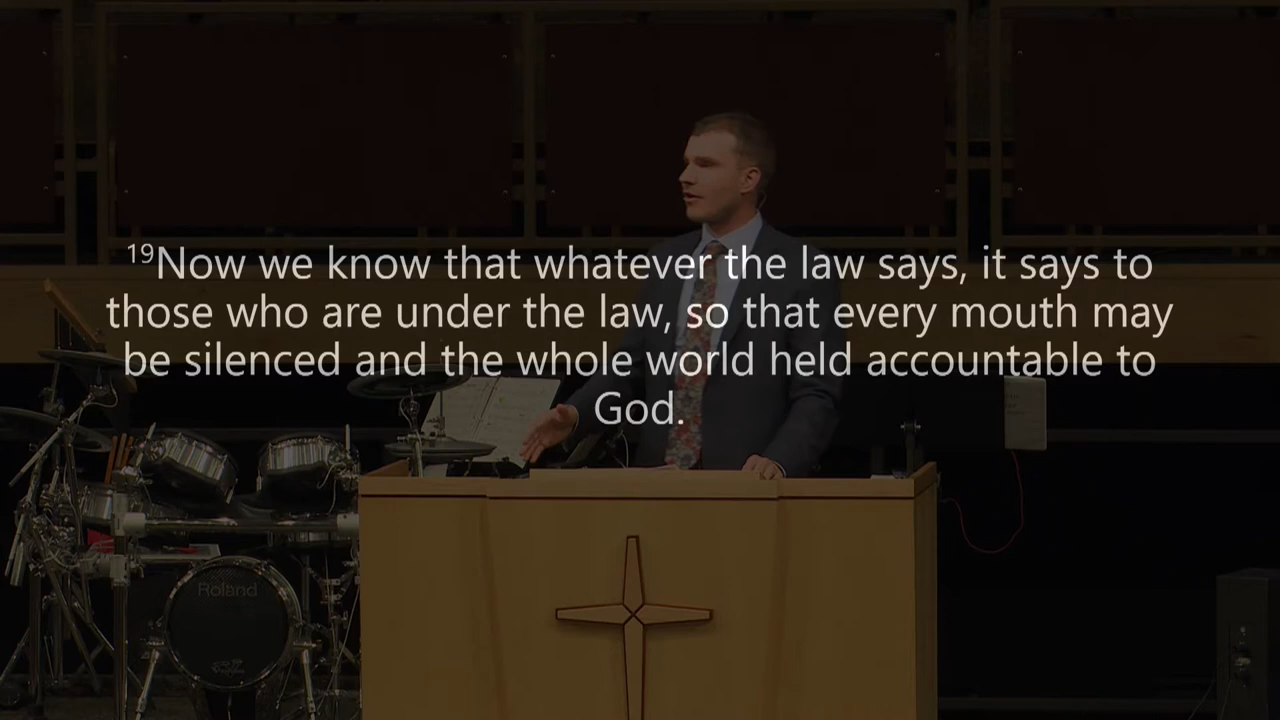 ¹⁹Now we know that whatever the law says, it says to
those who are under the law, so that every mouth may
be silenced and the whole world held accountable to
God.
Roland